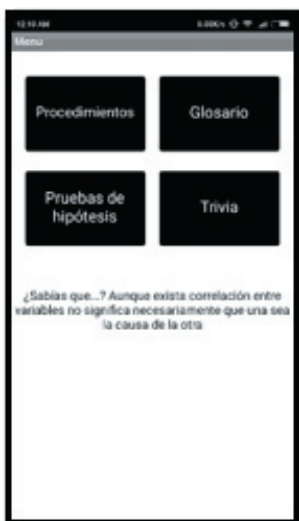 Menu
Procedimientos
Glosario
Pruebas de
hipótesis
Trivia
¿Sabías que...? Aunque exista correlación entre
variables no significa necesariamente que una sea
la causa de la otra